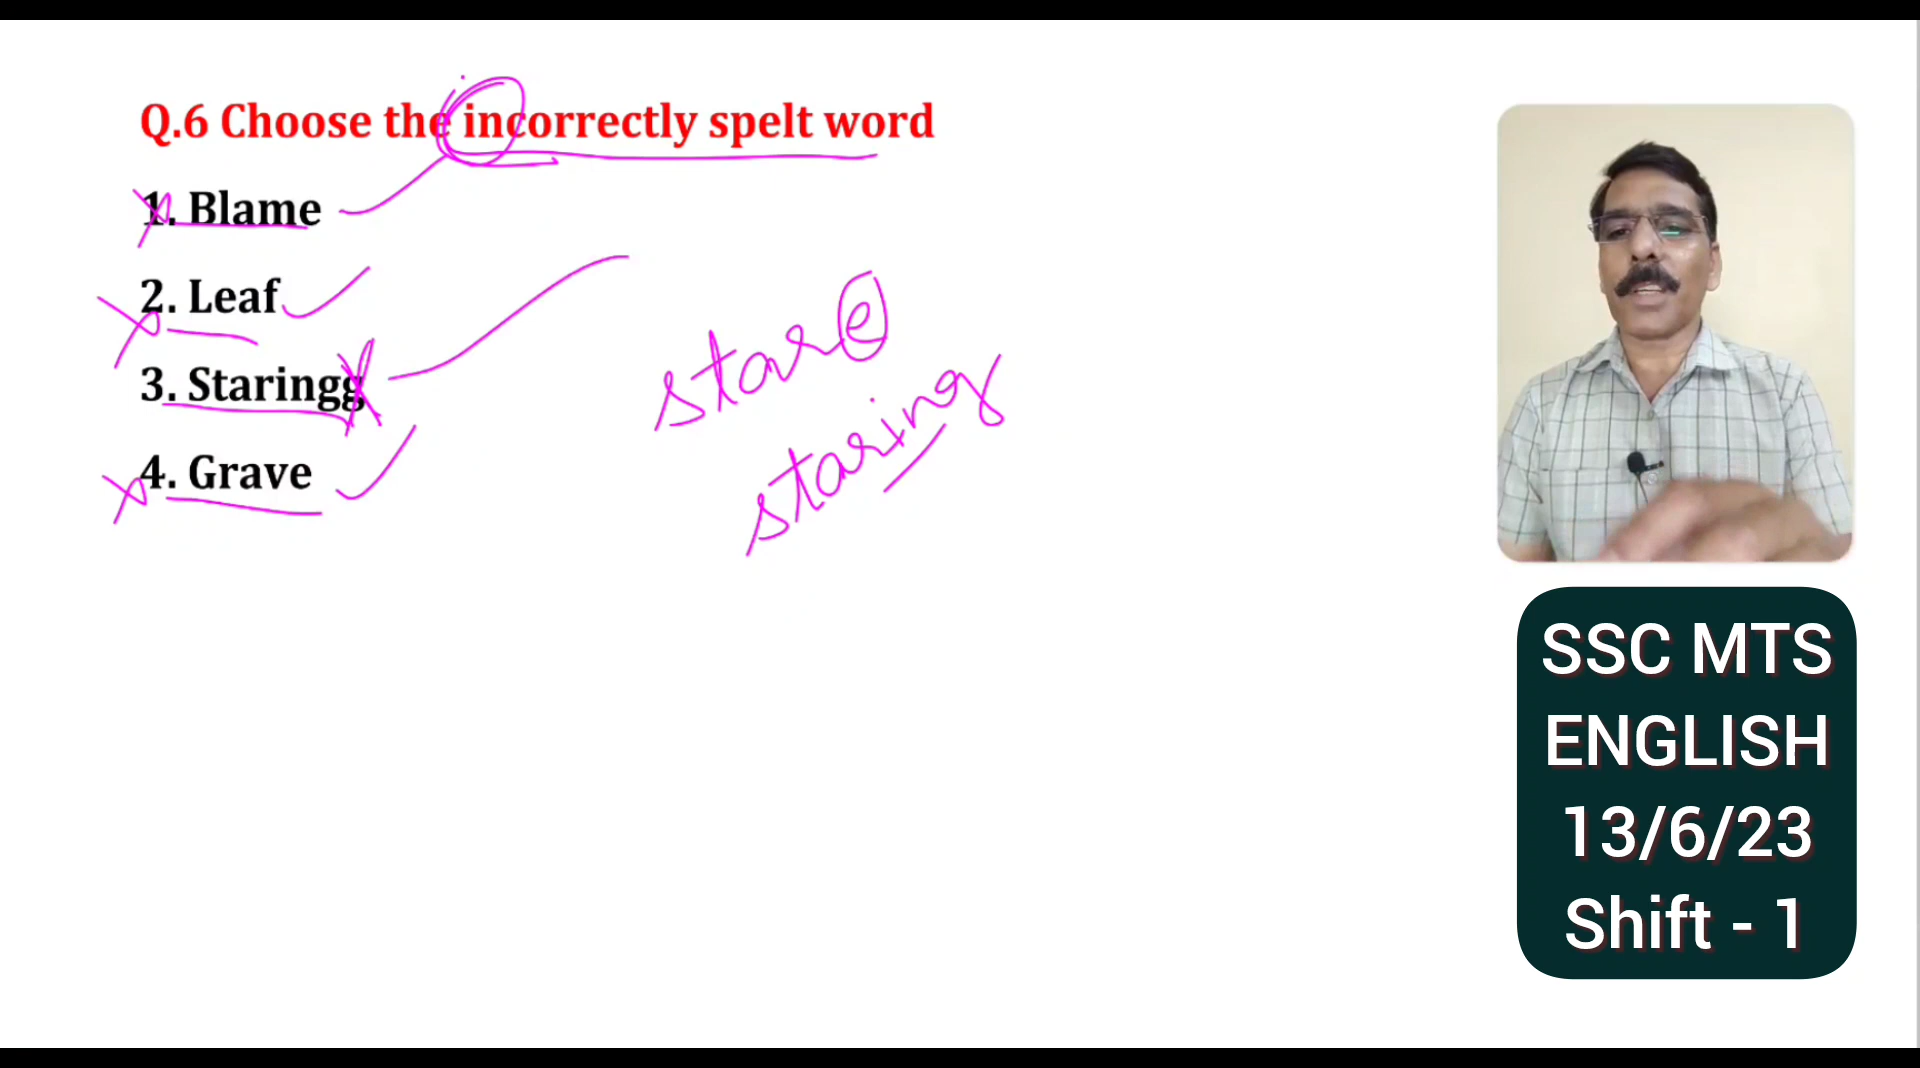 Q.6 Choose the incorrectly spelt word
1. Blame
2. Leaf
3. Staringg
4. Grave
stare
staring
SSC MTS
ENGLISH
13/6/23
Shift - 1